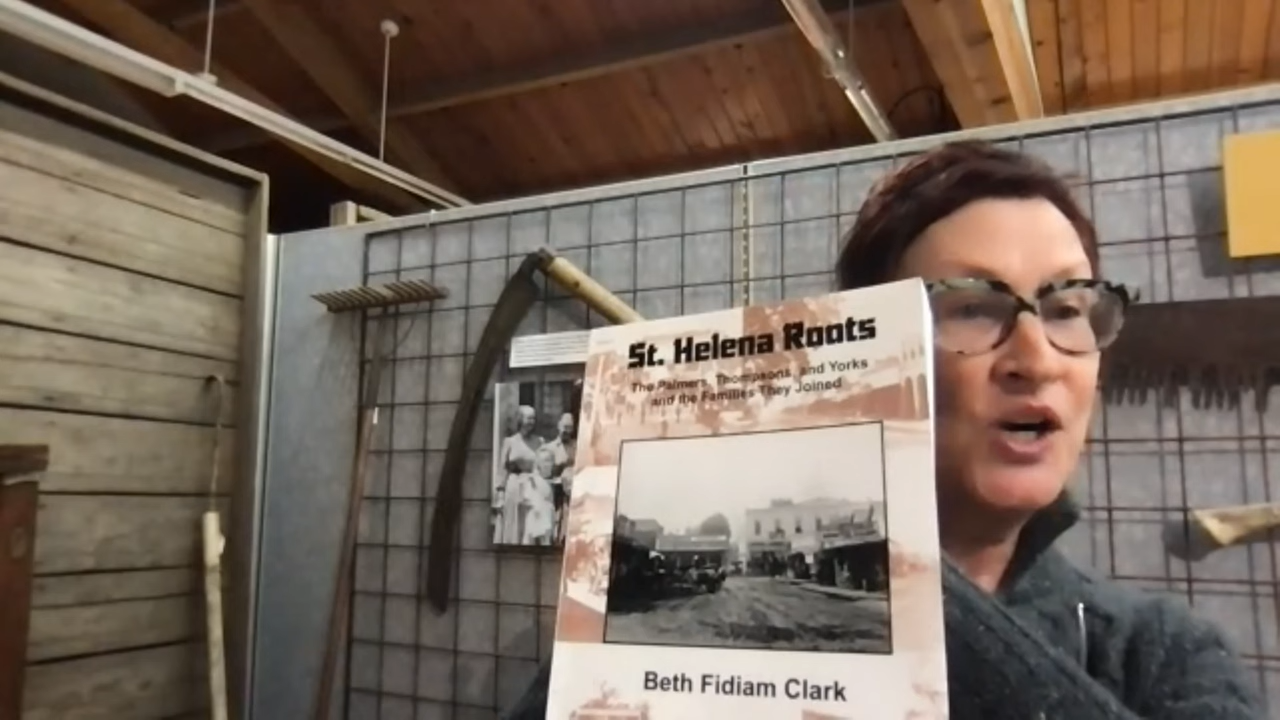 St. Helena Roots
The Palmers, Thompsons, and Yorks
and the Families They Joined
Beth Fidiam Clark